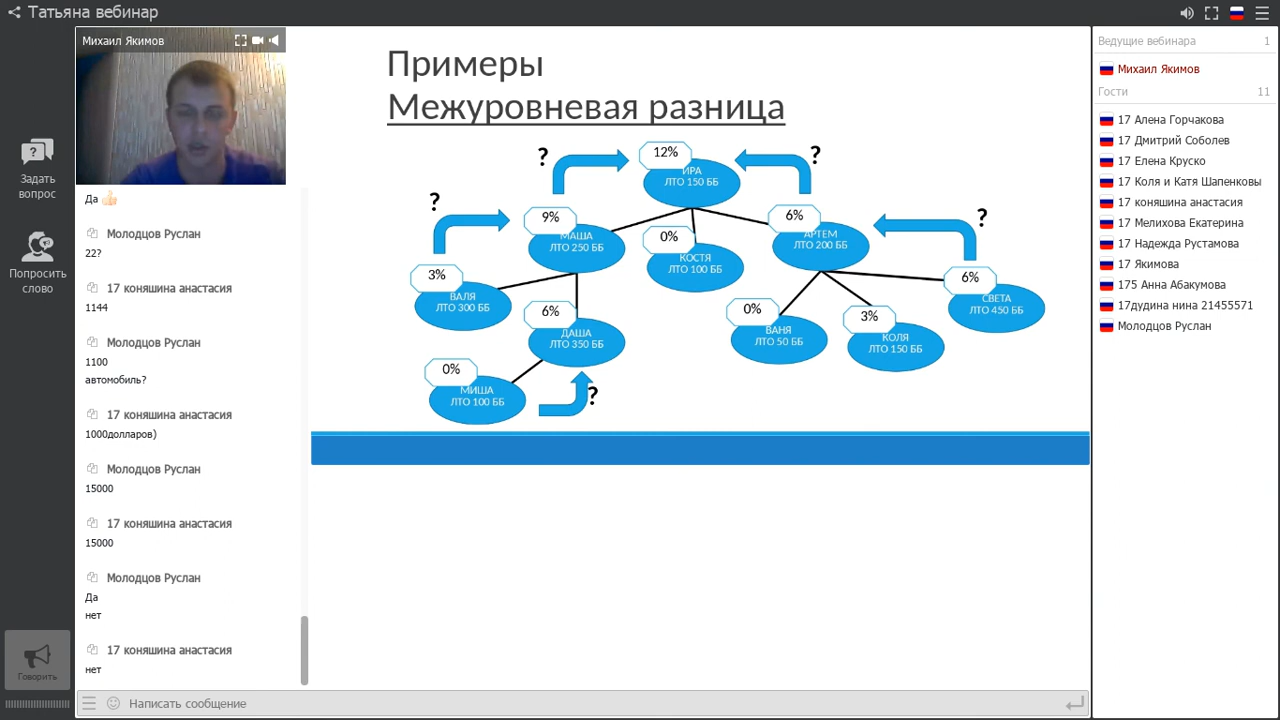 Татьяна вебинар
Михаил Якимов
Задать
вопрос
Попросить
слово
Говорить
Да
Молодцов Руслан
22?
17 коняшина анастасия
1144
Молодцов Руслан
1100
автомобиль?
17 коняшина анастасия
1000долларов)
Молодцов Руслан
15000
17 коняшина анастасия
15000
Молодцов Руслан
Да
нет
17 коняшина анастасия
нет
Написать сообщение
Примеры
Межуровневая разница
12%
ИРА
ЛТО 150 ББ
?
?
9%
МАША
ЛТО 250 ББ
?
0%
КОСТЯ
ЛТО 100 ББ
6%
АРТЕМ
ЛТО 200 ББ
?
3%
ВАЛЯ
ЛТО 300 ББ
6%
ДАША
ЛТО 350 ББ
0%
ВАНЯ
ЛТО 50 ББ
3%
КОЛЯ
ЛТО 150 ББ
6%
СВЕТА
ЛТО 450 ББ
0%
МИША
ЛТО 100 ББ
?
Ведущие вебинара 1
Михаил Якимов
Гости 11
17 Алена Горчакова
17 Дмитрий Соболев
17 Елена Круско
17 Коля и Катя Шапенковы
17 коняшина анастасия
17 Мелихова Екатерина
17 Надежда Рустамова
17 Якимова
175 Анна Абакумова
17дудина нина 21455571
Молодцов Руслан